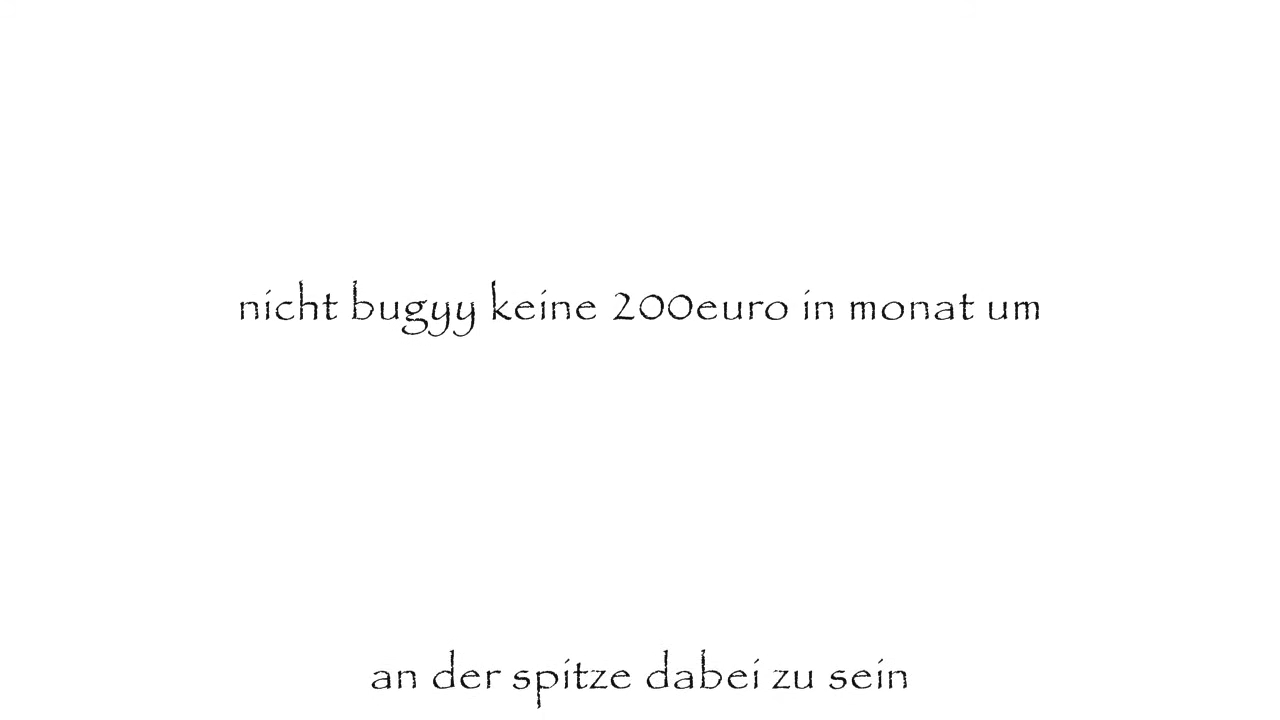 nicht bugyy keine 200euro in monat um
an der spitze dabei zu sein